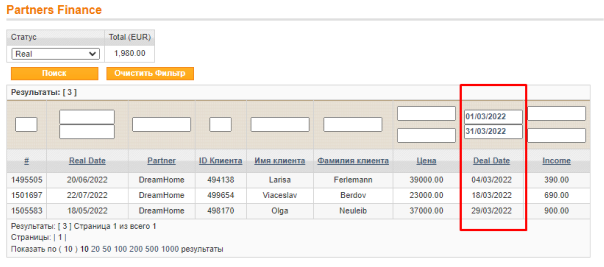 Partners Finance
Статус Total (EUR)
Real 1,980.00
Поиск Очистить Фильтр
Результаты: [ 3 ]
01/03/2022
31/03/2022
# Real Date Partner ID Клиента Имя клиента Фамилия клиента Цена Deal Date Income
1495505 20/06/2022 DreamHome 494138 Larisa Ferlemann 39000.00 04/03/2022 390.00
1501697 22/07/2022 DreamHome 499654 Viaceslav Berdov 23000.00 18/03/2022 690.00
1505583 18/05/2022 DreamHome 498170 Olga Neuleib 37000.00 29/03/2022 900.00
Результаты: [ 3 ] Страница 1 из всего 1
Страницы: | 1 |
Показать по ( 10 ) 10 20 50 100 200 500 1000 результаты